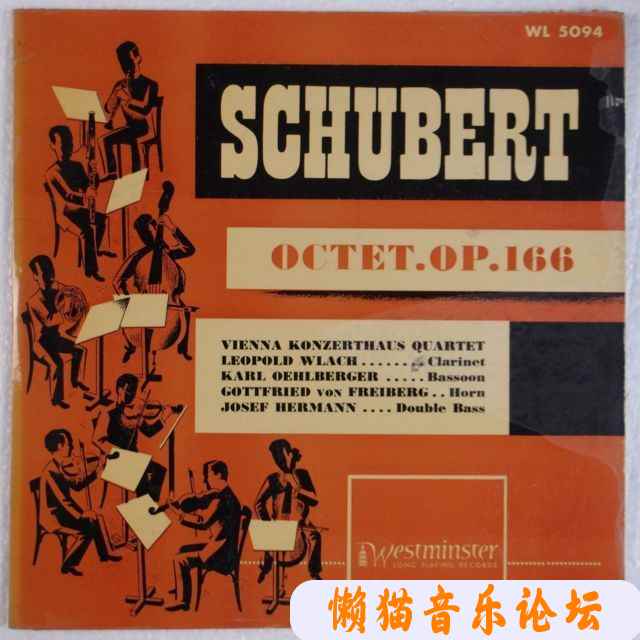 WL 5094
SCHUBERT
OCTET.OP.166
VIENNA KONZERTHAUS QUARTET
LEOPOLD WLACH ...... Clarinet
KARL OEHLBERGER ..... Bassoon
GOTTFRIED von FREIBERG .. Horn
JOSEF HERMANN .... Double Bass
Westminster
LONG PLAYING RECORDS
懒猫音乐论坛